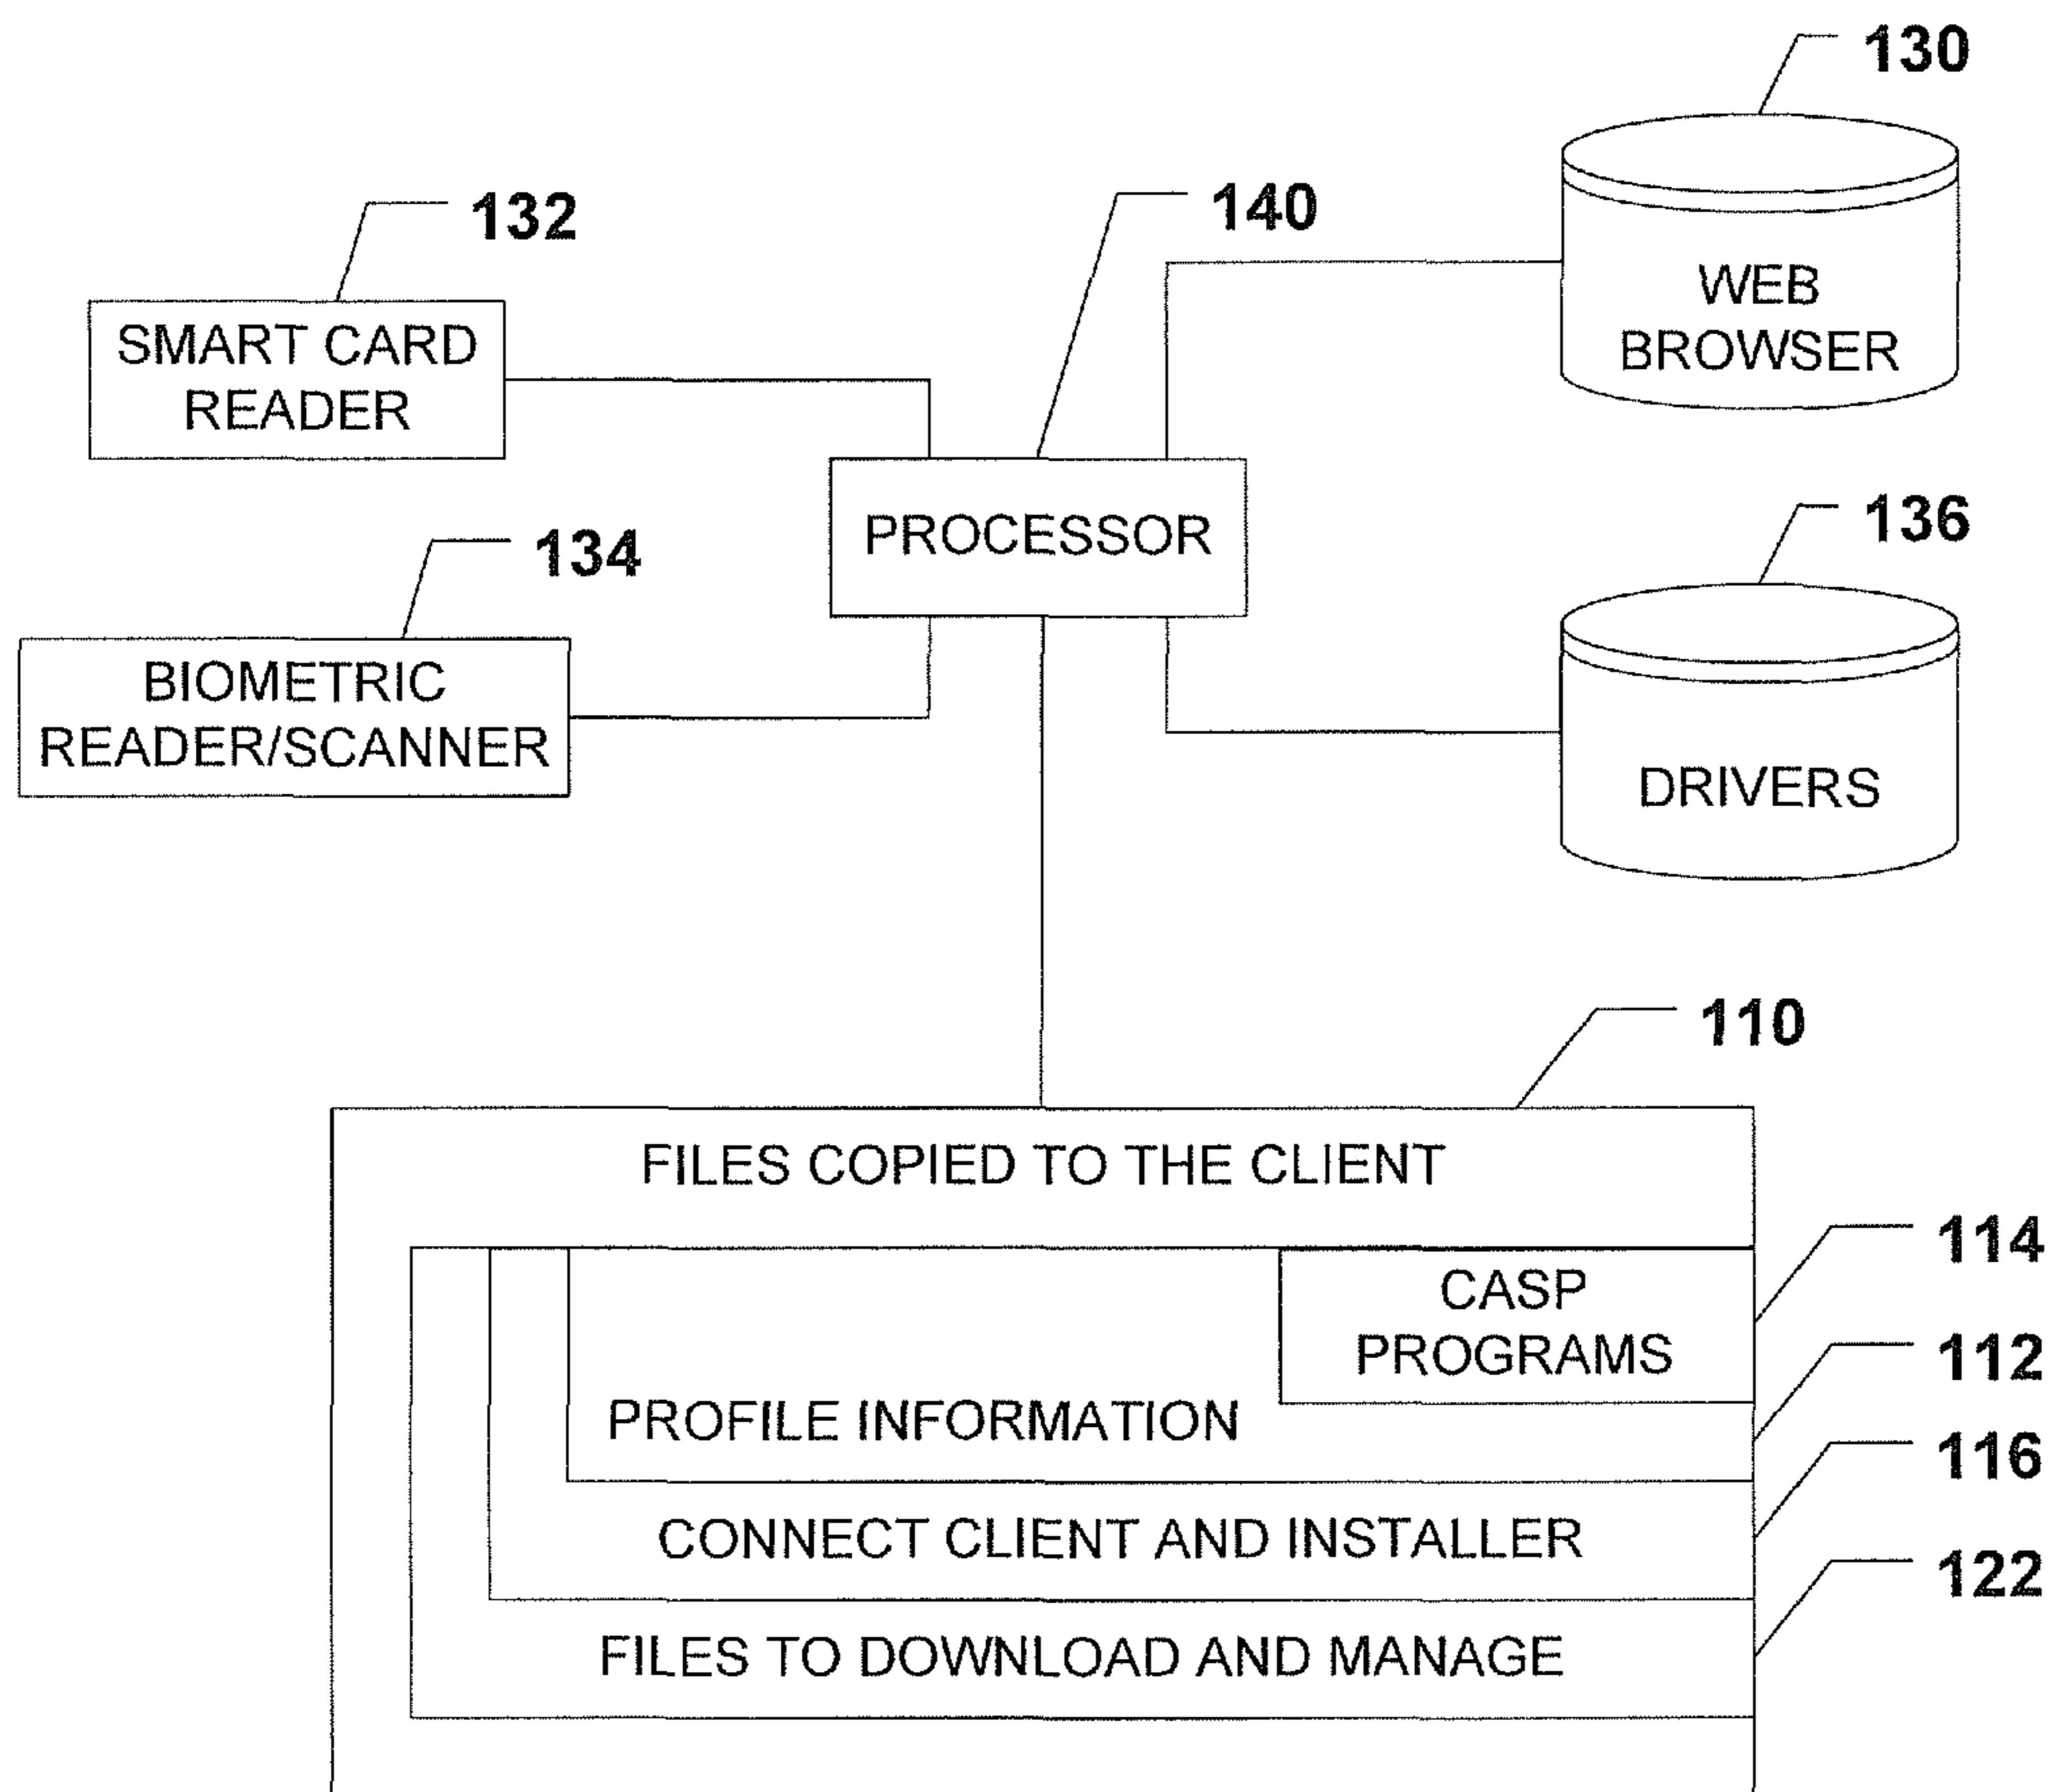 130
132
140
SMART CARD
READER
WEB
BROWSER
134
PROCESSOR
136
BIOMETRIC
READER/SCANNER
DRIVERS
110
FILES COPIED TO THE CLIENT
114
CASP
PROGRAMS
112
PROFILE INFORMATION
116
CONNECT CLIENT AND INSTALLER
122
FILES TO DOWNLOAD AND MANAGE